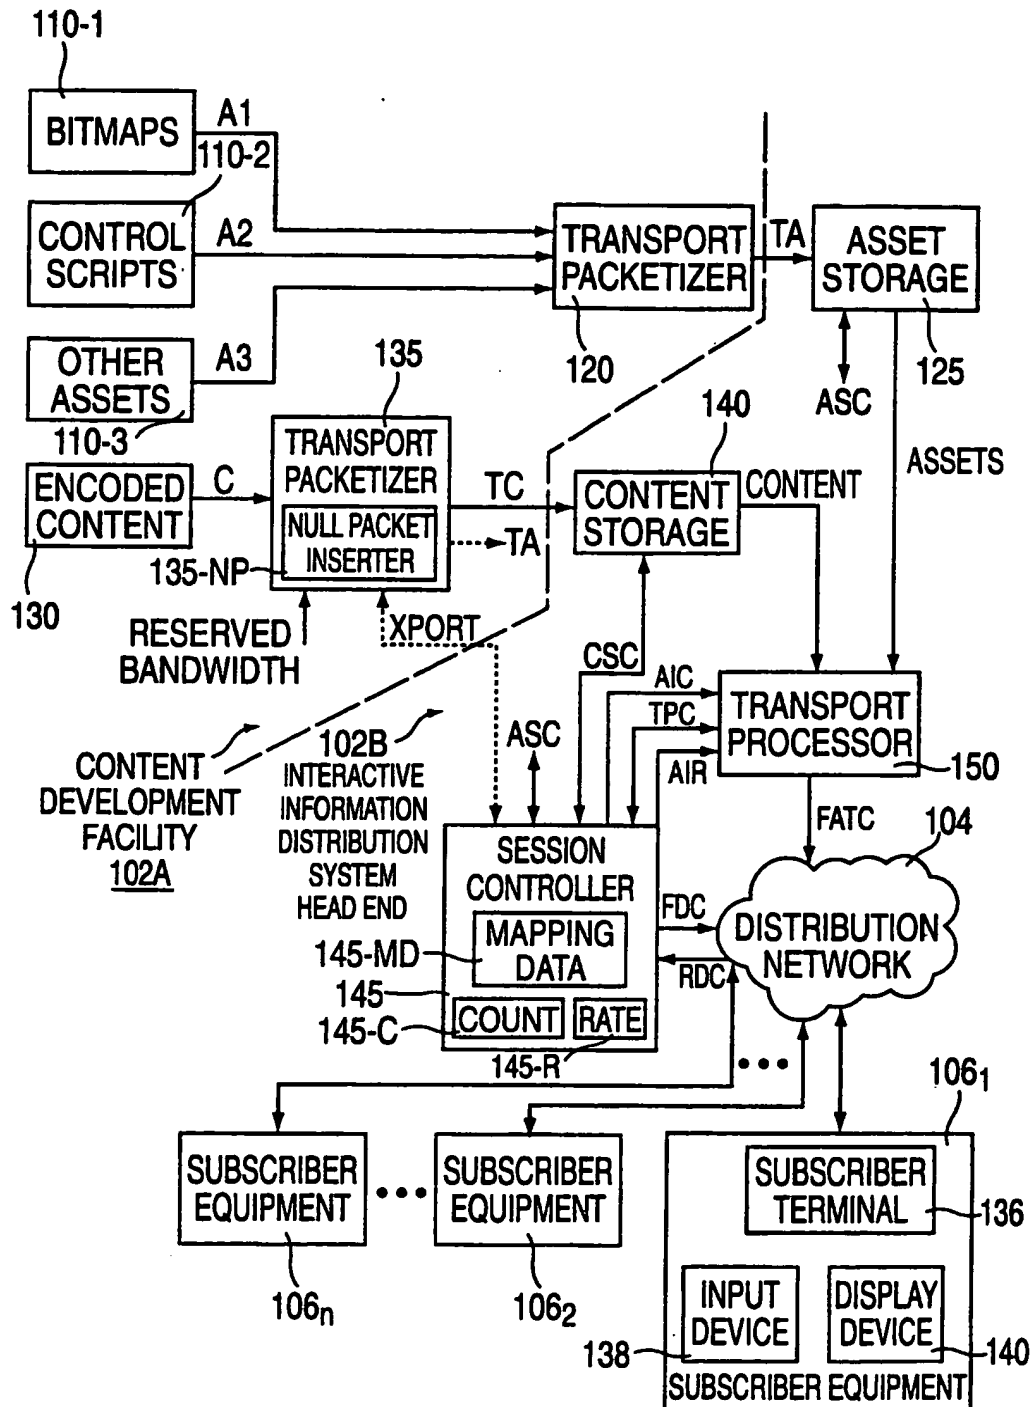 110-1
BITMAPS
A1
110-2
CONTROL
SCRIPTS
A2
TRANSPORT
PACKETIZER
120
TA
ASSET
STORAGE
125
OTHER
ASSETS
A3
110-3
135
ASC
140
ENCODED
CONTENT
130
C
TRANSPORT
PACKETIZER
NULL PACKET
INSERTER
135-NP
TC
TA
CONTENT
STORAGE
CONTENT
ASSETS
RESERVED
BANDWIDTH
XPORT
CSC
AIC
TPC
AIR
TRANSPORT
PROCESSOR
150
CONTENT
DEVELOPMENT
FACILITY
102A
102B
INTERACTIVE
INFORMATION
DISTRIBUTION
SYSTEM
HEAD END
ASC
FATC
104
SESSION
CONTROLLER
MAPPING
DATA
145-MD
145
145-C
COUNT
RATE
145-R
FDC
RDC
DISTRIBUTION
NETWORK
106₁
SUBSCRIBER
EQUIPMENT
106ₙ
SUBSCRIBER
EQUIPMENT
106₂
SUBSCRIBER
TERMINAL
136
INPUT
DEVICE
138
DISPLAY
DEVICE
140
SUBSCRIBER EQUIPMENT